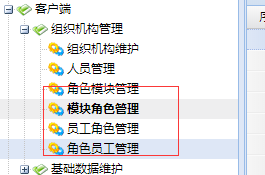 客户端
组织机构管理
组织机构维护
人员管理
角色模块管理
模块角色管理
员工角色管理
角色员工管理
基础数据维护